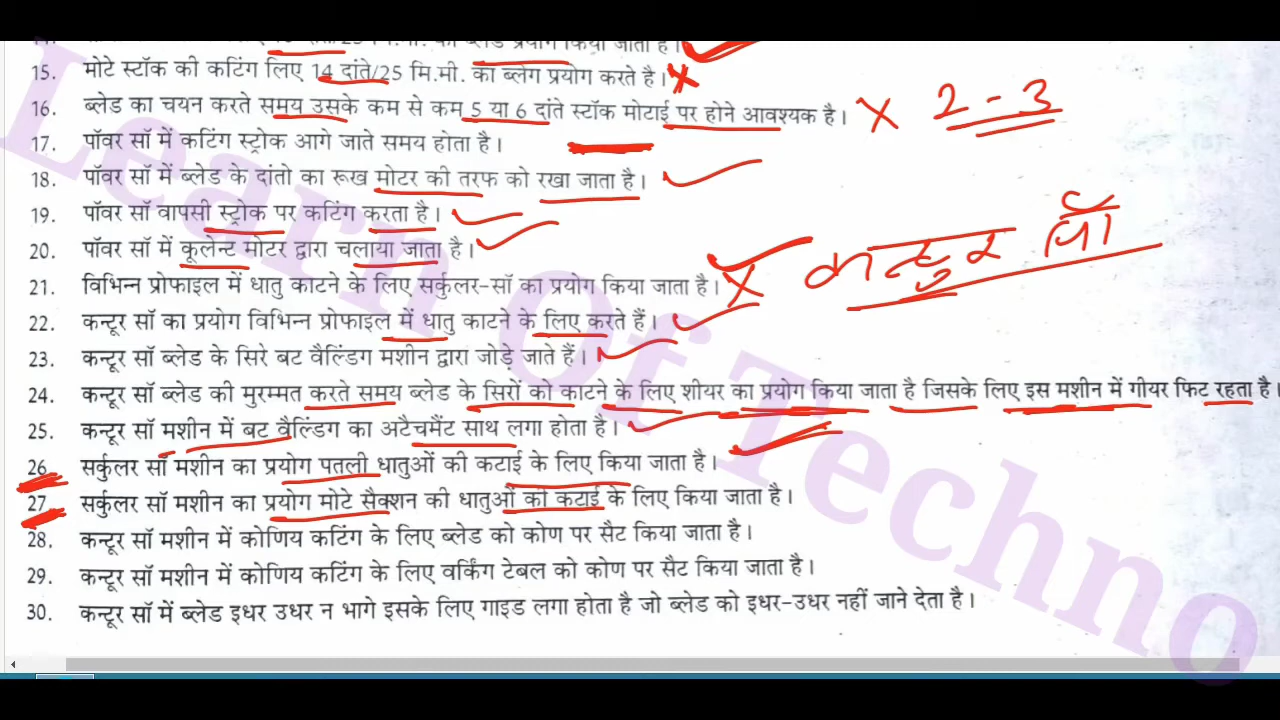 15. मोटे स्टॉक की कटिंग लिए 14 दांते/25 मि.मी. का ब्लेग प्रयोग करते है।
16. ब्लेड का चयन करते समय उसके कम से कम 5 या 6 दांते स्टॉक मोटाई पर होने आवश्यक है। × 2 - 3
17. पॉवर सॉ में कटिंग स्ट्रोक आगे जाते समय होता है।
18. पॉवर सॉ में ब्लेड के दांतो का रूख मोटर की तरफ को रखा जाता है।
19. पॉवर सॉ वापसी स्ट्रोक पर कटिंग करता है।
20. पॉवर सॉ में कूलेन्ट मोटर द्वारा चलाया जाता है।
21. विभिन्न प्रोफाइल में धातु काटने के लिए सर्कुलर-सॉ का प्रयोग किया जाता है। × कन्टुर सॉ
22. कन्टूर सॉ का प्रयोग विभिन्न प्रोफाइल में धातु काटने के लिए करते हैं।
23. कन्टूर सॉ ब्लेड के सिरे बट वैल्डिंग मशीन द्वारा जोड़े जाते हैं।
24. कन्टूर सॉ ब्लेड की मुरम्मत करते समय ब्लेड के सिरों को काटने के लिए शीयर का प्रयोग किया जाता है जिसके लिए इस मशीन में गीयर फिट रहता है।
25. कन्टूर सॉ मशीन में बट वैल्डिंग का अटैचमैंट साथ लगा होता है।
26. सर्कुलर सॉ मशीन का प्रयोग पतली धातुओं की कटाई के लिए किया जाता है।
27. सर्कुलर सॉ मशीन का प्रयोग मोटे सैक्शन की धातुओं की कटाई के लिए किया जाता है।
28. कन्टूर सॉ मशीन में कोणिय कटिंग के लिए ब्लेड को कोण पर सैट किया जाता है।
29. कन्टूर सॉ मशीन में कोणिय कटिंग के लिए वर्किंग टेबल को कोण पर सैट किया जाता है।
30. कन्टूर सॉ में ब्लेड इधर उधर न भागे इसके लिए गाइड लगा होता है जो ब्लेड को इधर-उधर नहीं जाने देता है।
Learn Of Techno